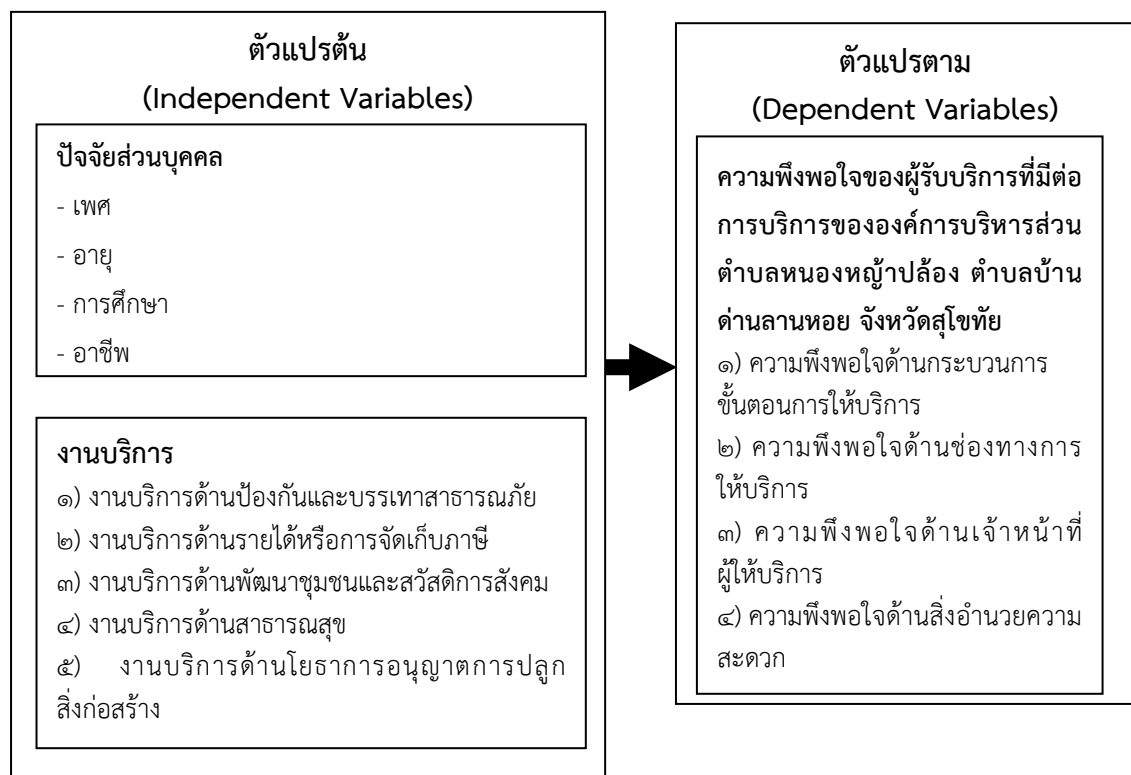 ตัวแปรต้น
(Independent Variables)
ปัจจัยส่วนบุคคล
- เพศ
- อายุ
- การศึกษา
- อาชีพ
งานบริการ
๑) งานบริการด้านป้องกันและบรรเทาสาธารณภัย
๒) งานบริการด้านรายได้หรือการจัดเก็บภาษี
๓) งานบริการด้านพัฒนาชุมชนและสวัสดิการสังคม
๔) งานบริการด้านสาธารณสุข
๕) งานบริการด้านโยธาการอนุญาตการปลูก
สิ่งก่อสร้าง
ตัวแปรตาม
(Dependent Variables)
ความพึงพอใจของผู้รับบริการที่มีต่อ
การบริการขององค์การบริหารส่วน
ตำบลหนองหญ้าปล้อง ตำบลบ้าน
ด่านลานหอย จังหวัดสุโขทัย
๑) ความพึงพอใจด้านกระบวนการ
ขั้นตอนการให้บริการ
๒) ความพึงพอใจด้านช่องทางการ
ให้บริการ
๓) ความพึงพอใจด้านเจ้าหน้าที่
ผู้ให้บริการ
๔) ความพึงพอใจด้านสิ่งอำนวยความ
สะดวก